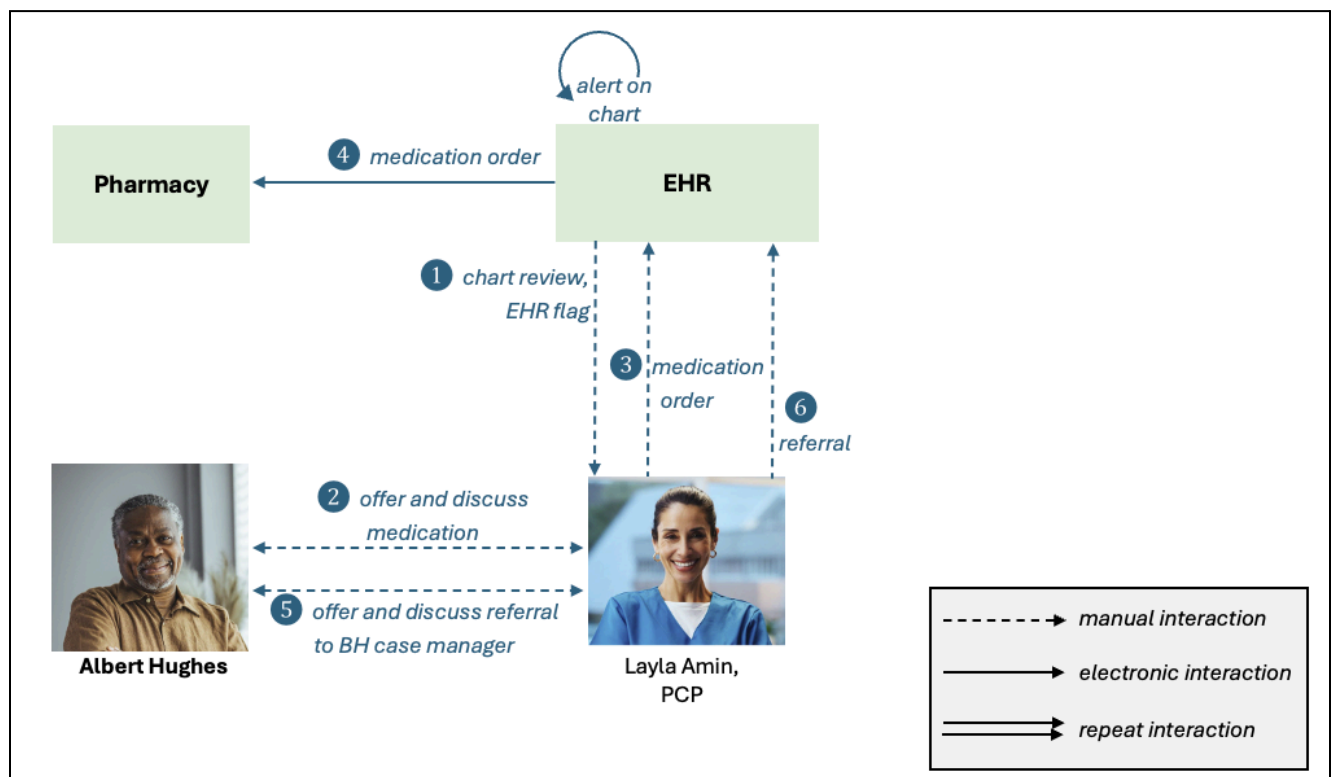 alert on
chart
4 medication order
Pharmacy
EHR
1 chart review,
EHR flag
3 medication
order
6
referral
2 offer and discuss
medication
5 offer and discuss referral
to BH case manager
Albert Hughes
Layla Amin,
PCP
manual interaction
electronic interaction
repeat interaction